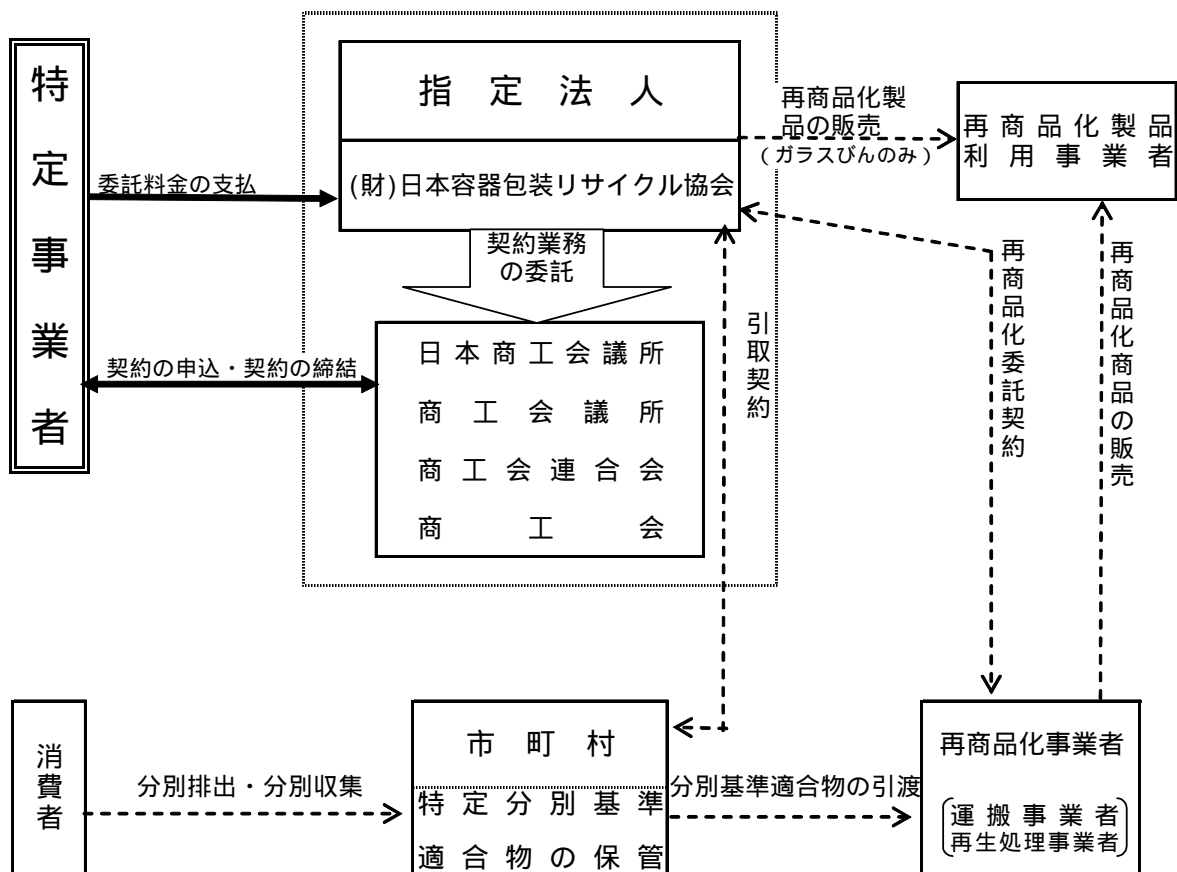 特定事業者
委託料金の支払
契約の申込・契約の締結
指定法人
(財)日本容器包装リサイクル協会
契約業務
の委託
日本商工会議所
商工会議所
商工会連合会
商工会
再商品化製
品の販売
(ガラスびんのみ)
再商品化製品
利用事業者
引取契約
再商品化委託契約
再商品化商品の販売
消費者
分別排出・分別収集
市町村
特定分別基準
適合物の保管
分別基準適合物の引渡
再商品化事業者
運搬事業者
再生処理事業者